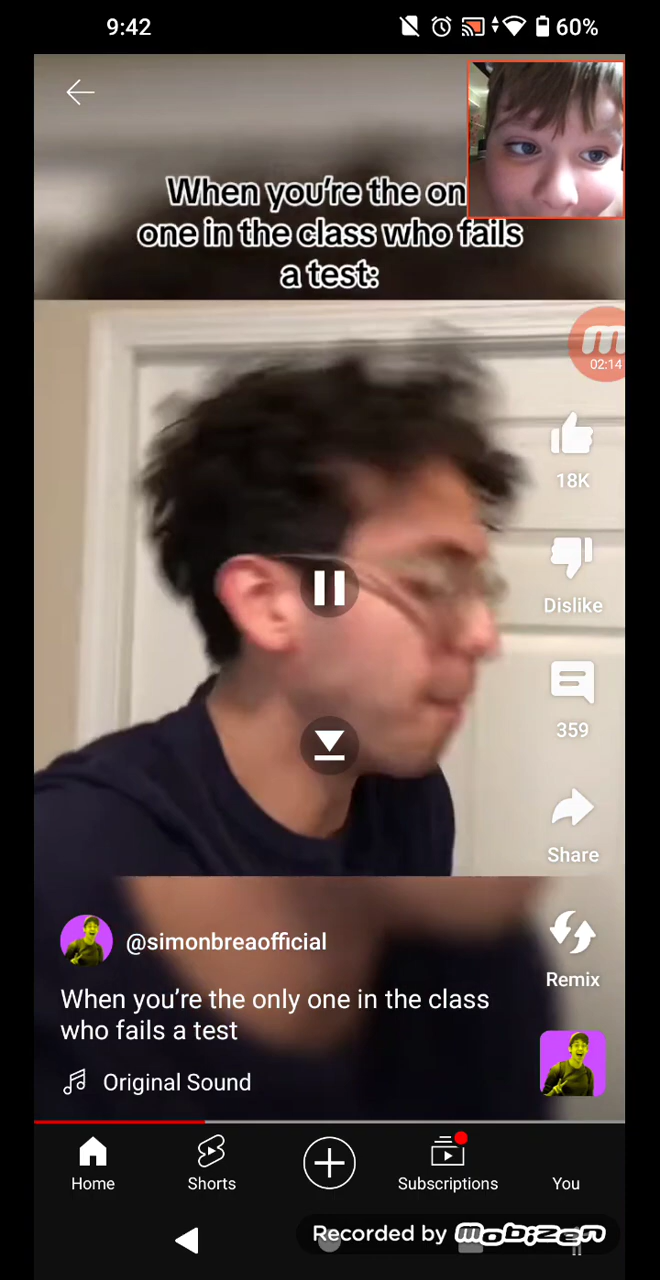 9:42
60%
When you're the on
one in the class who fails
a test:
02:14
18K
Dislike
359
Share
@simonbreaofficial
Remix
When you're the only one in the class
who fails a test
Original Sound
Home
Shorts
Subscriptions
You
Recorded by mobizen